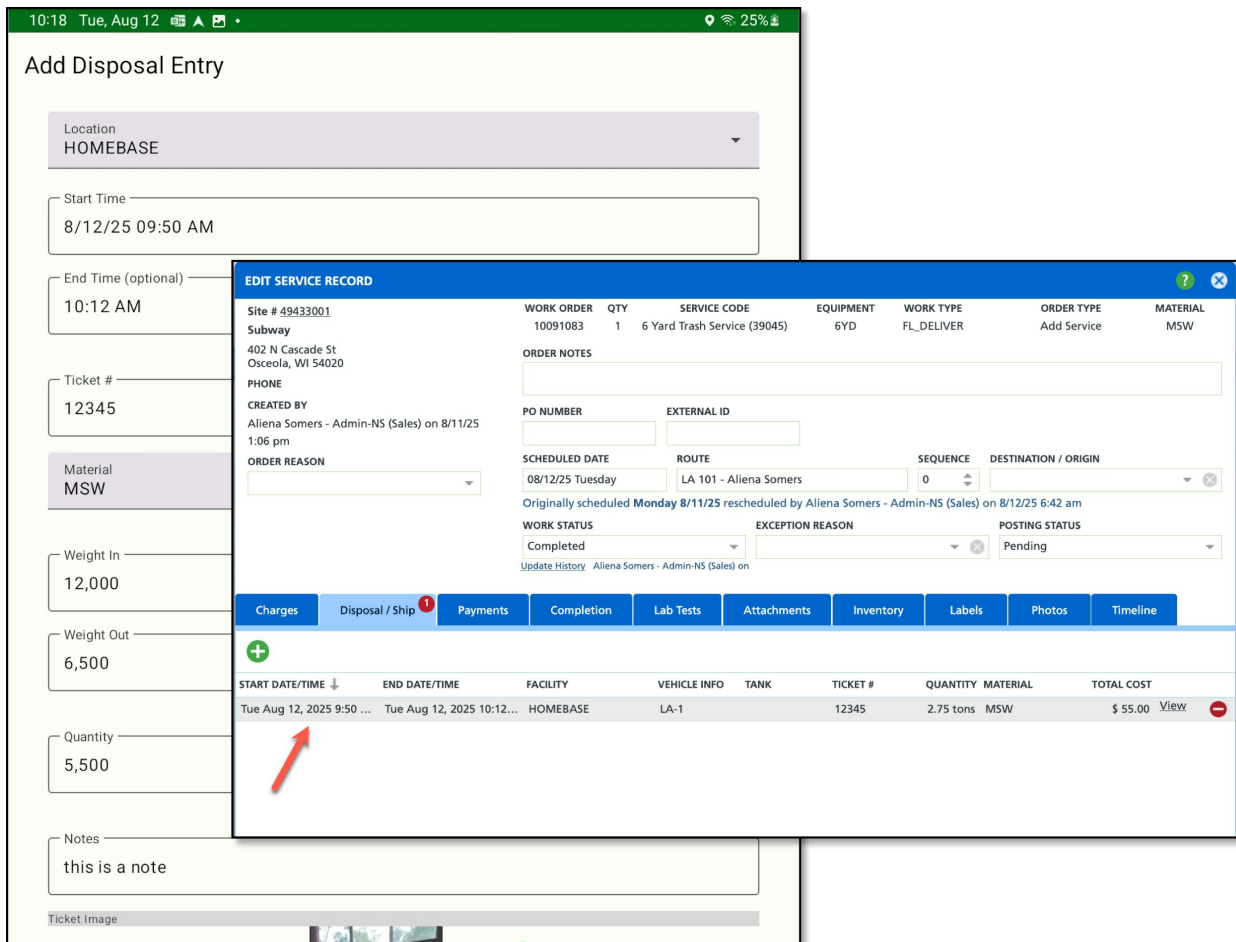 10:18 Tue, Aug 12
25%
Add Disposal Entry
Location
HOMEBASE
Start Time
8/12/25 09:50 AM
End Time (optional)
10:12 AM
Ticket #
12345
Material
MSW
Weight In
12,000
Weight Out
6,500
Quantity
5,500
Notes
this is a note
Ticket Image
EDIT SERVICE RECORD
?
Site # 49433001
Subway
402 N Cascade St
Osceola, WI 54020
PHONE
CREATED BY
Aliena Somers - Admin-NS (Sales) on 8/11/25
1:06 pm
ORDER REASON
WORK ORDER QTY SERVICE CODE EQUIPMENT WORK TYPE ORDER TYPE MATERIAL
10091083 1 6 Yard Trash Service (39045) 6YD FL_DELIVER Add Service MSW
ORDER NOTES
PO NUMBER EXTERNAL ID
SCHEDULED DATE ROUTE SEQUENCE DESTINATION / ORIGIN
08/12/25 Tuesday LA 101 - Aliena Somers 0
Originally scheduled Monday 8/11/25 rescheduled by Aliena Somers - Admin-NS (Sales) on 8/12/25 6:42 am
WORK STATUS EXCEPTION REASON POSTING STATUS
Completed Pending
Update History Aliena Somers - Admin-NS (Sales) on
Charges Disposal / Ship 1 Payments Completion Lab Tests Attachments Inventory Labels Photos Timeline
START DATE/TIME END DATE/TIME FACILITY VEHICLE INFO TANK TICKET # QUANTITY MATERIAL TOTAL COST
Tue Aug 12, 2025 9:50 ... Tue Aug 12, 2025 10:12... HOMEBASE LA-1 12345 2.75 tons MSW $ 55.00 View